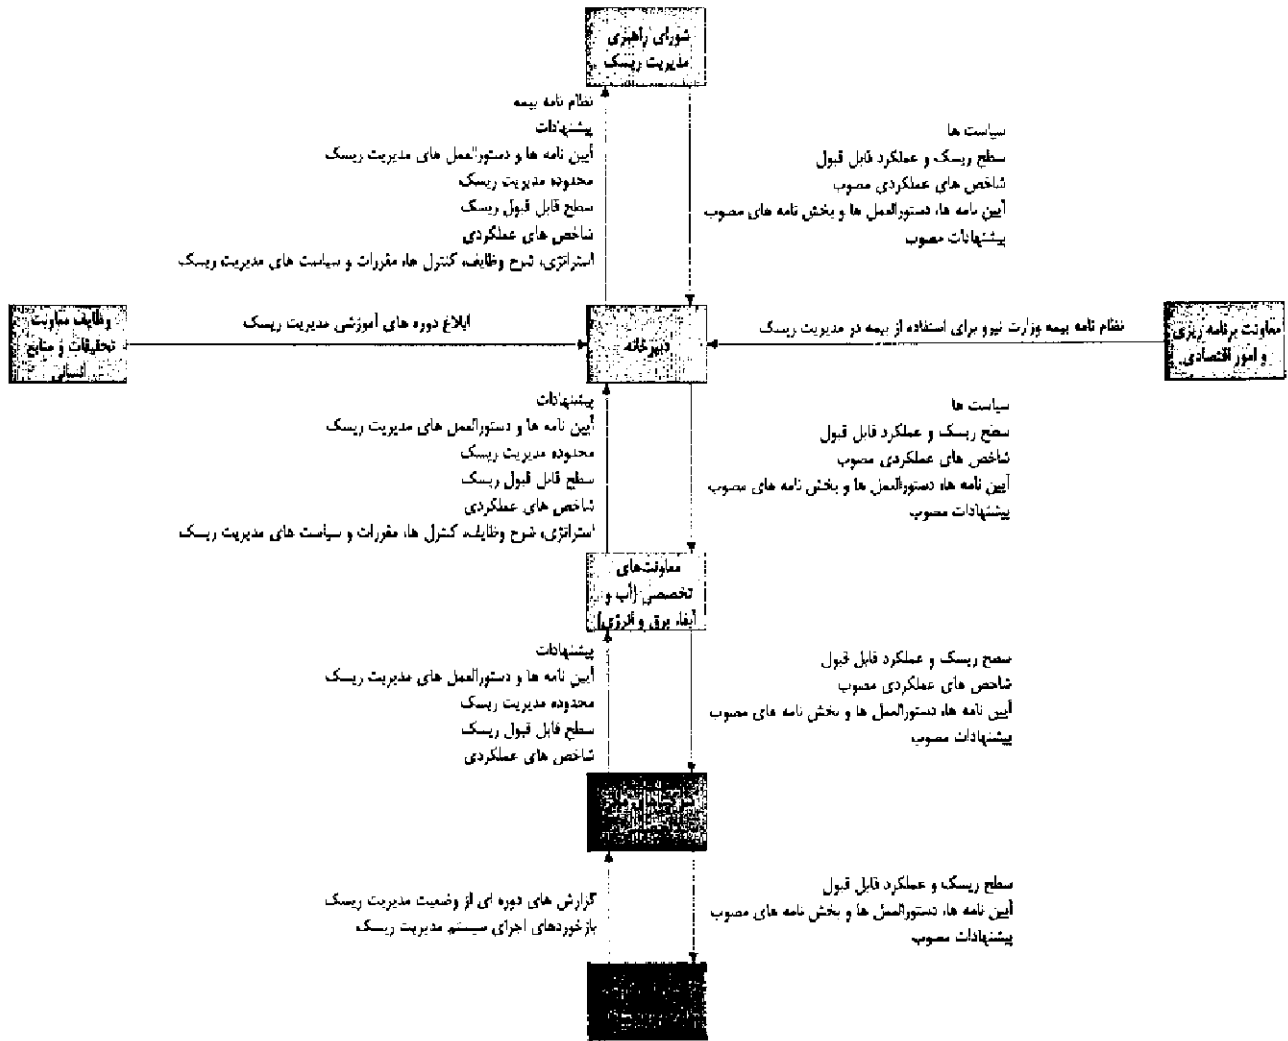 شورای راهبری
مدیریت ریسک
نظام نامه بیمه
پیشنهادات
آیین نامه ها و دستورالعمل های مدیریت ریسک
محدوده مدیریت ریسک
سطح قابل قبول ریسک
شاخص های عملکردی
استراتژی، شرح وظایف، کنترل ها، مقررات و سیاست های مدیریت ریسک
سیاست ها
سطح ریسک و عملکرد قابل قبول
شاخص های عملکردی مصوب
آیین نامه ها، دستورالعمل ها و بخش نامه های مصوب
پیشنهادات مصوب
معاونت برنامه ریزی
و امور اقتصادی
نظام نامه بیمه وزارت نیرو برای استفاده از بیمه در مدیریت ریسک
دبیرخانه
ابلاغ دوره های آموزشی مدیریت ریسک
وظایف معاونت
تحقیقات و منابع
انسانی
پیشنهادات
آیین نامه ها و دستورالعمل های مدیریت ریسک
محدوده مدیریت ریسک
سطح قابل قبول ریسک
شاخص های عملکردی
استراتژی، شرح وظایف، کنترل ها، مقررات و سیاست های مدیریت ریسک
سیاست ها
سطح ریسک و عملکرد قابل قبول
شاخص های عملکردی مصوب
آیین نامه ها، دستورالعمل ها و بخش نامه های مصوب
پیشنهادات مصوب
معاونت‌های
تخصصی (آب و
آبفا، برق و انرژی)
پیشنهادات
آیین نامه ها و دستورالعمل های مدیریت ریسک
محدوده مدیریت ریسک
سطح قابل قبول ریسک
شاخص های عملکردی
سطح ریسک و عملکرد قابل قبول
شاخص های عملکردی مصوب
آیین نامه ها، دستورالعمل ها و بخش نامه های مصوب
پیشنهادات مصوب
گزارش های دوره ای از وضعیت مدیریت ریسک
بازخوردهای اجرای سیستم مدیریت ریسک
سطح ریسک و عملکرد قابل قبول
آیین نامه ها، دستورالعمل ها و بخش نامه های مصوب
پیشنهادات مصوب